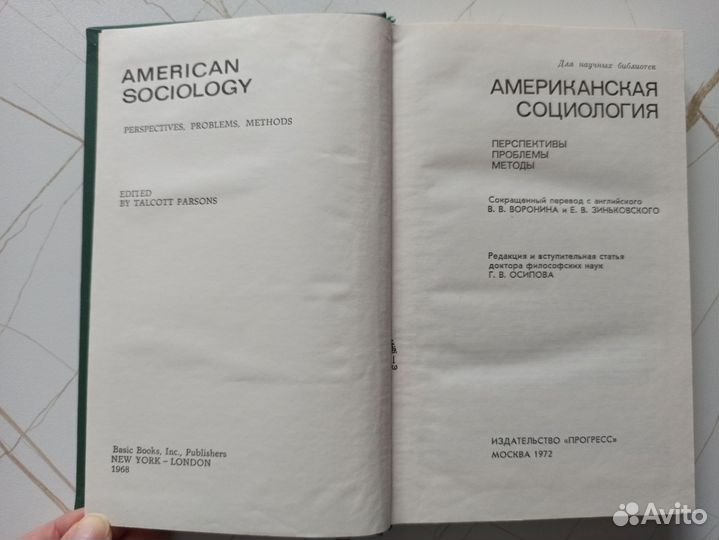 AMERICAN
SOCIOLOGY
PERSPECTIVES, PROBLEMS, METHODS
EDITED
BY TALCOTT PARSONS
Basic Books, Inc., Publishers
NEW YORK – LONDON
1968
Для научных библиотек
АМЕРИКАНСКАЯ
СОЦИОЛОГИЯ
ПЕРСПЕКТИВЫ
ПРОБЛЕМЫ
МЕТОДЫ
Сокращенный перевод с английского
В. В. ВОРОНИНА и Е. В. ЗИНЬКОВСКОГО
Редакция и вступительная статья
доктора философских наук
Г. В. ОСИПОВА
ИЗДАТЕЛЬСТВО «ПРОГРЕСС»
МОСКВА 1972
Avito